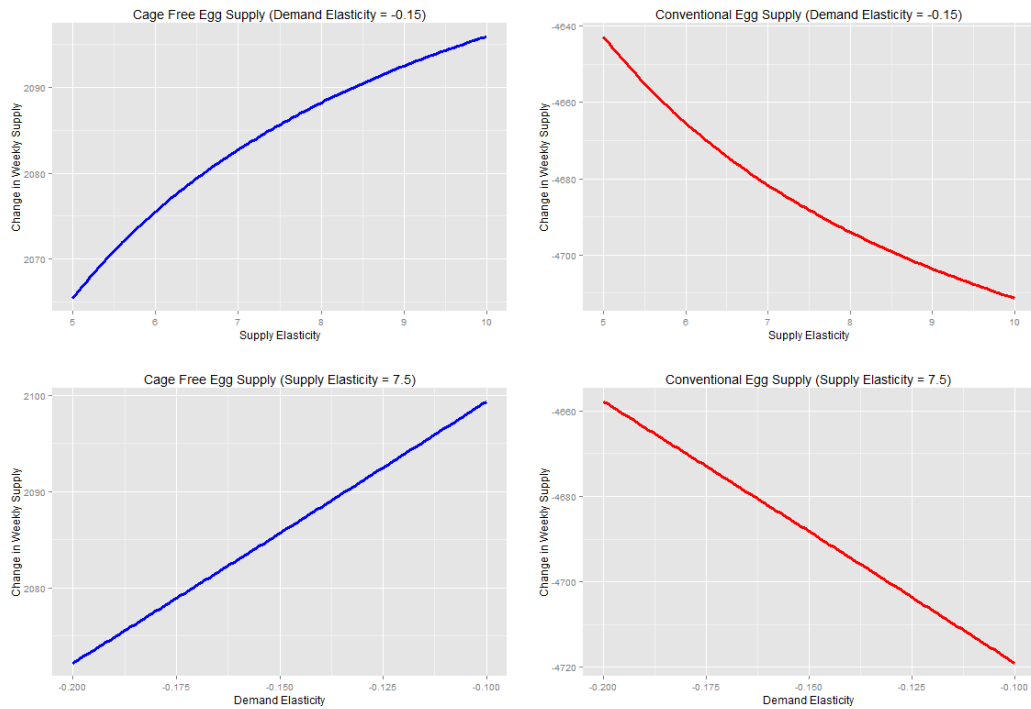 Cage Free Egg Supply (Demand Elasticity = -0.15)
Change in Weekly Supply
2090
2080
2070
5 6 7 8 9 10
Supply Elasticity
Conventional Egg Supply (Demand Elasticity = -0.15)
Change in Weekly Supply
-4640
-4660
-4680
-4700
5 6 7 8 9 10
Supply Elasticity
Cage Free Egg Supply (Supply Elasticity = 7.5)
Change in Weekly Supply
2100
2090
2080
-0.200 -0.175 -0.150 -0.125 -0.100
Demand Elasticity
Conventional Egg Supply (Supply Elasticity = 7.5)
Change in Weekly Supply
-4660
-4680
-4700
-4720
-0.200 -0.175 -0.150 -0.125 -0.100
Demand Elasticity